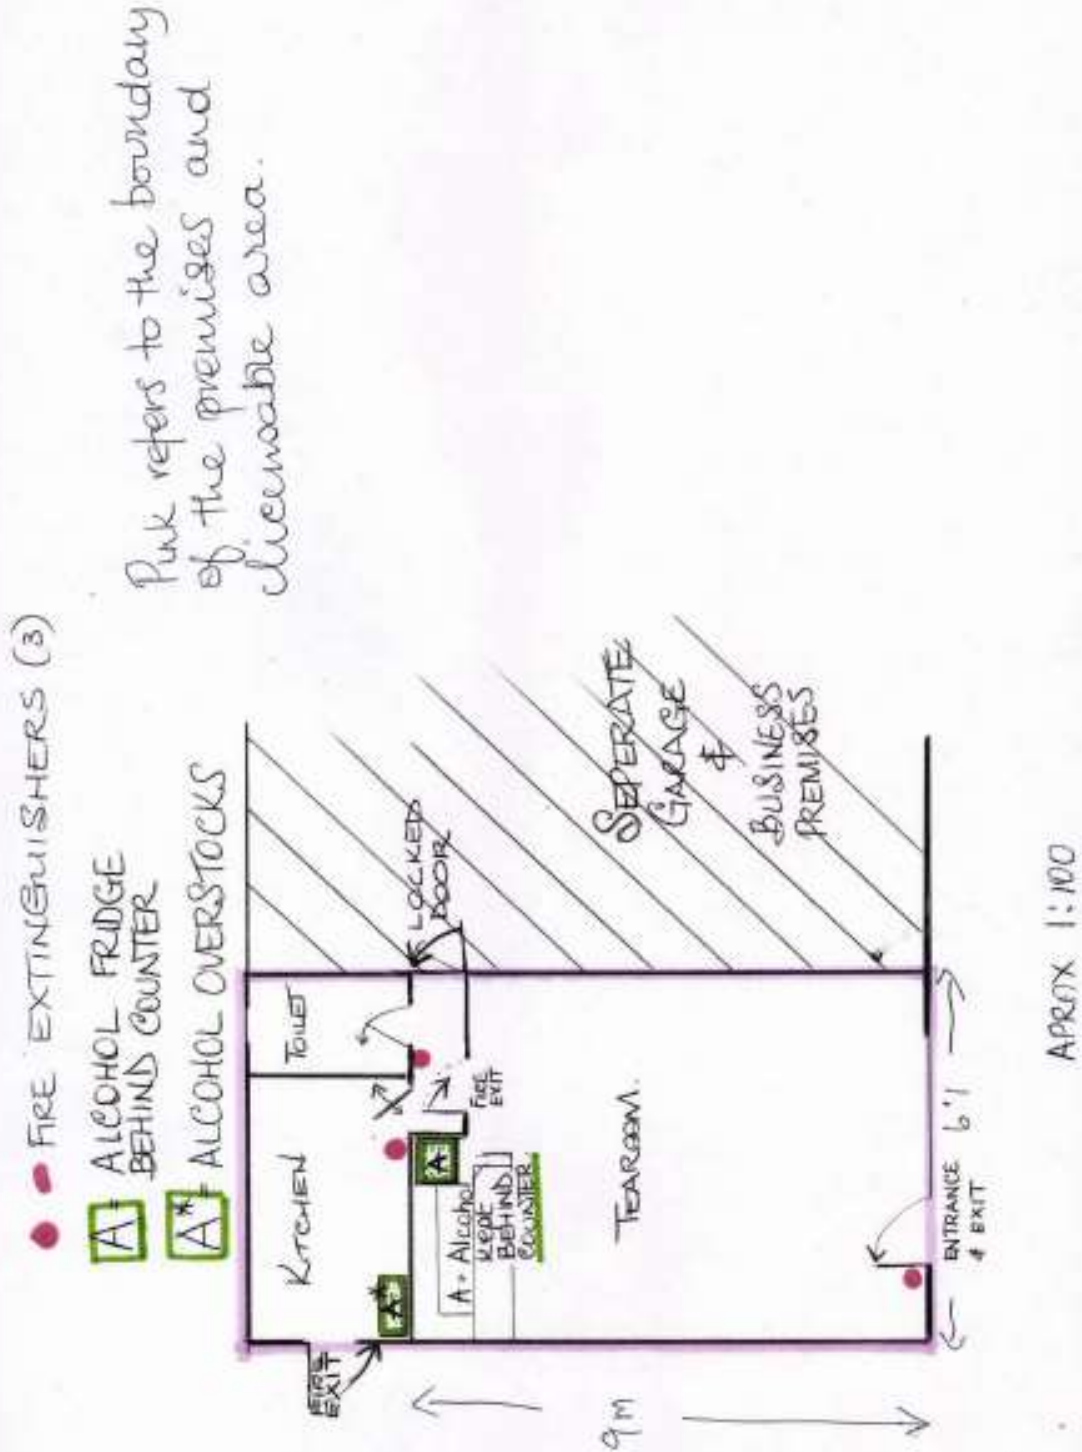 FIRE EXTINGUISHERS (3)
A = ALCOHOL FRIDGE
BEHIND COUNTER
A* = ALCOHOL OVERSTOCKS
Pink refers to the boundary
of the premises and
licensable area.
TOILET
KITCHEN
LOCKED
DOOR
FIRE
EXIT
A*
A
A = Alcohol
KEPT
BEHIND
COUNTER
FIRE
EXIT
TEAROOM.
SEPERATE
GARAGE
&
BUSINESS
PREMISES
9M
ENTRANCE
& EXIT
APROX 1:100